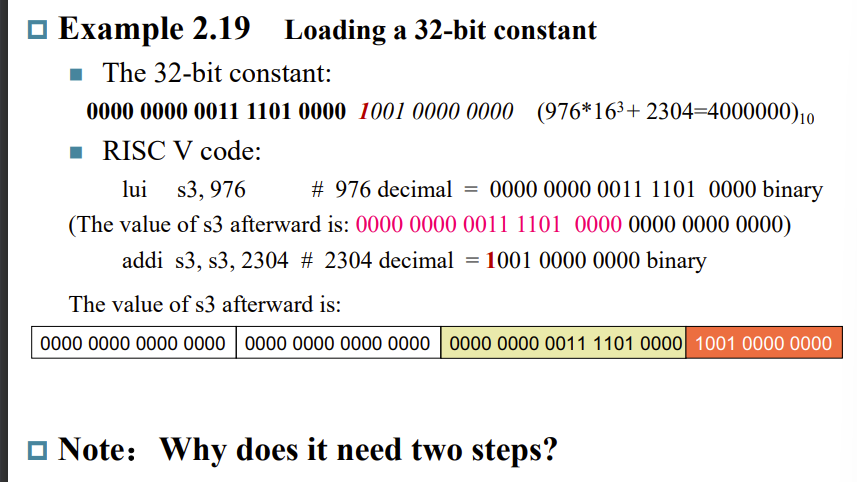 Example 2.19 Loading a 32-bit constant
The 32-bit constant:
0000 0000 0011 1101 0000 1001 0000 0000 (976*16³+ 2304=4000000)₁₀
RISC V code:
lui s3, 976 # 976 decimal = 0000 0000 0011 1101 0000 binary
(The value of s3 afterward is: 0000 0000 0011 1101 0000 0000 0000 0000)
addi s3, s3, 2304 # 2304 decimal = 1001 0000 0000 binary
The value of s3 afterward is:
0000 0000 0000 0000 0000 0000 0000 0000 0000 0000 0011 1101 0000 1001 0000 0000
Note： Why does it need two steps?